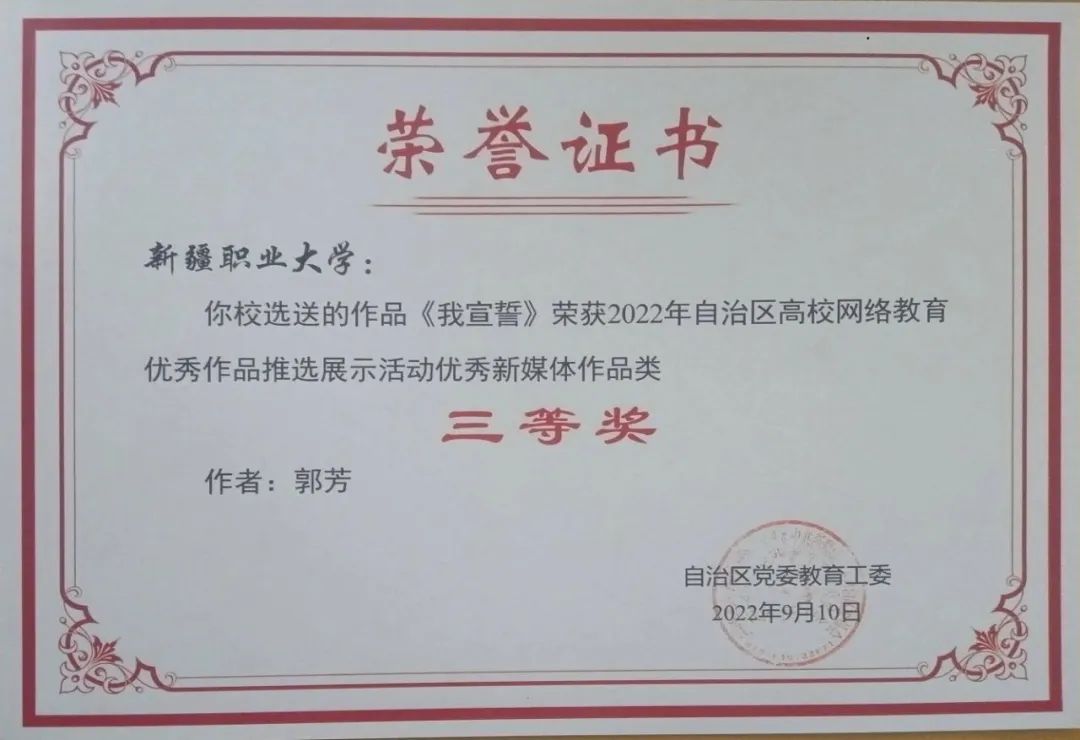 荣誉证书
新疆职业大学：
你校选送的作品《我宣誓》荣获2022年自治区高校网络教育
优秀作品推选展示活动优秀新媒体作品类
三等奖
作者：郭芳
自治区党委教育工委
2022年9月10日